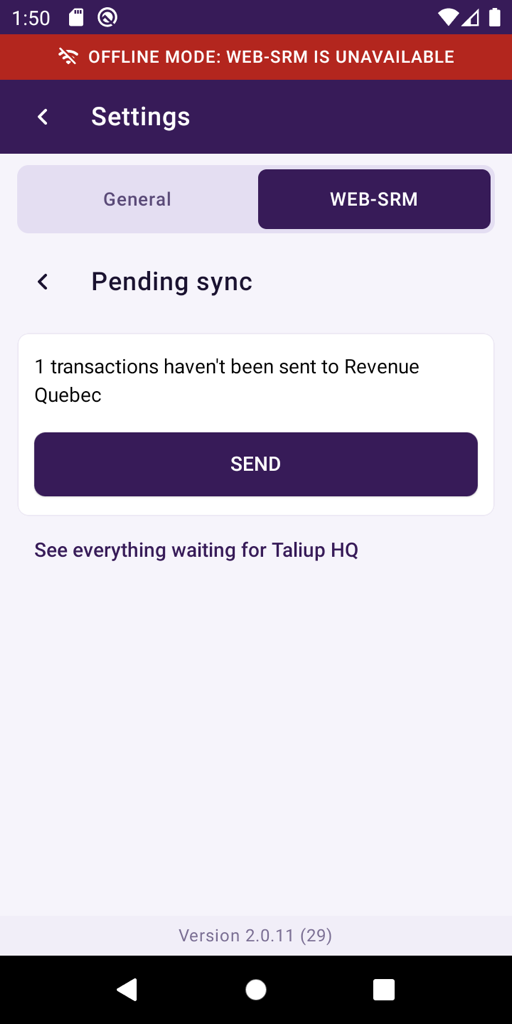 1:50
OFFLINE MODE: WEB-SRM IS UNAVAILABLE
Settings
General
WEB-SRM
Pending sync
1 transactions haven't been sent to Revenue
Quebec
SEND
See everything waiting for Taliup HQ
Version 2.0.11 (29)